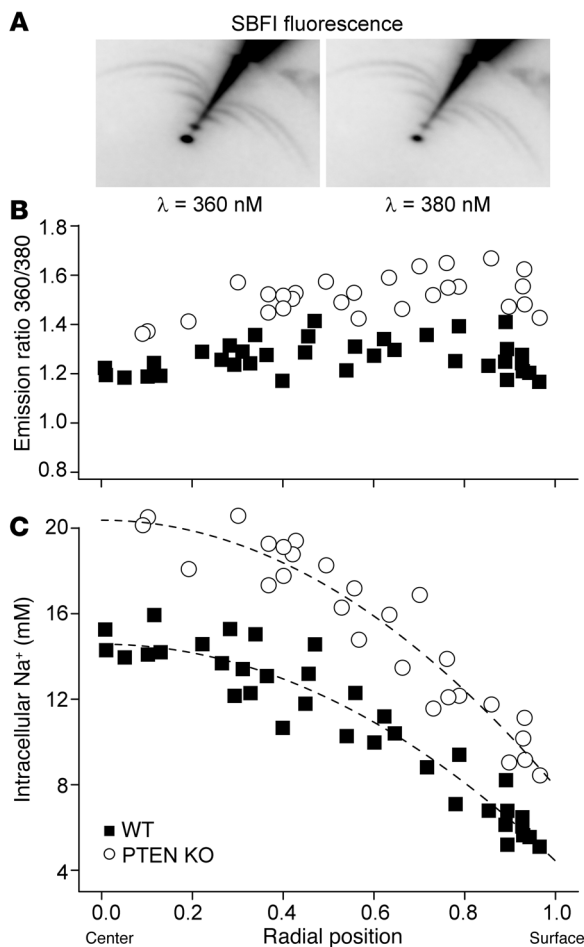 A
SBFI fluorescence
λ = 360 nM
λ = 380 nM
B
Emission ratio 360/380
1.8
1.6
1.4
1.2
1.0
0.8
C
Intracellular Na⁺ (mM)
20
16
12
8
4
WT
PTEN KO
0.0
0.2
0.4
0.6
0.8
1.0
Center
Radial position
Surface